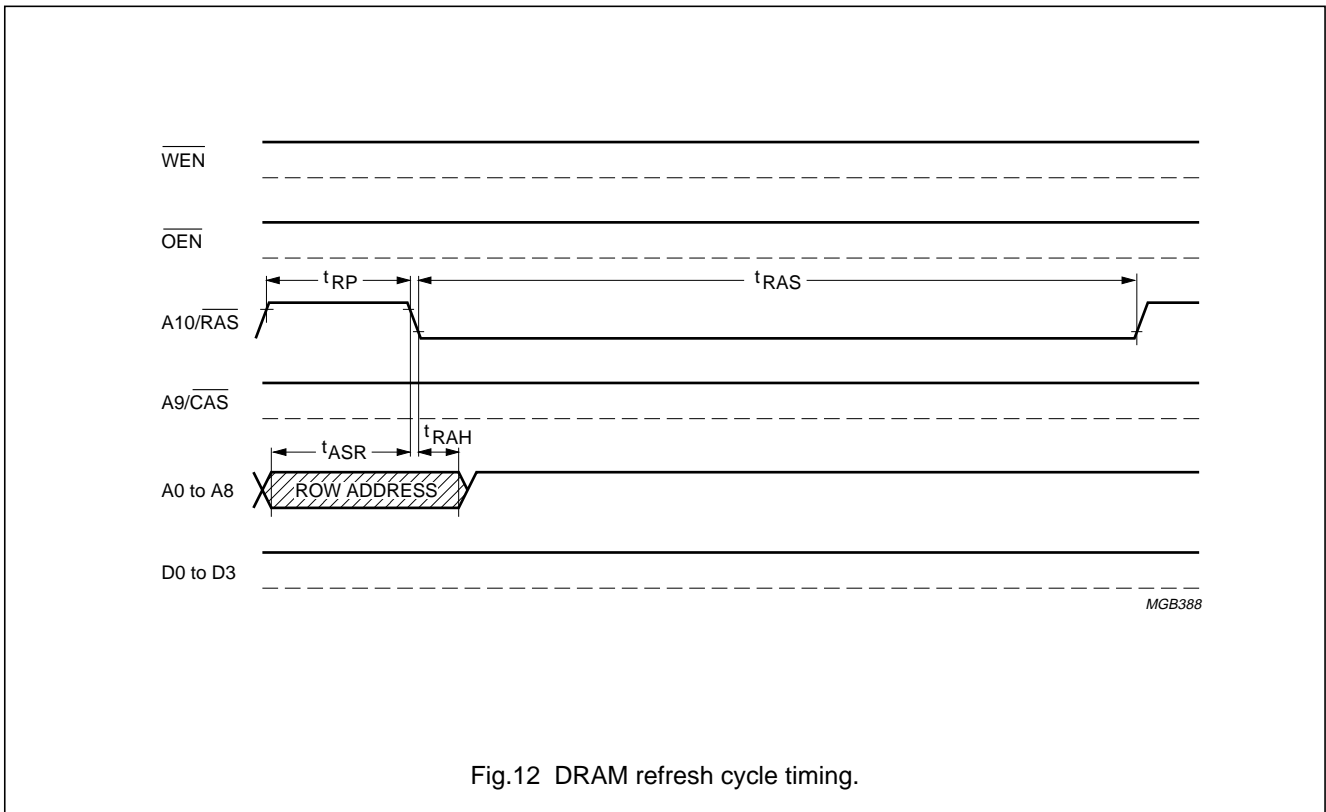 WEN
OEN
tRP
tRAS
A10/RAS
A9/CAS
tRAH
tASR
A0 to A8
ROW ADDRESS
D0 to D3
MGB388
Fig.12 DRAM refresh cycle timing.